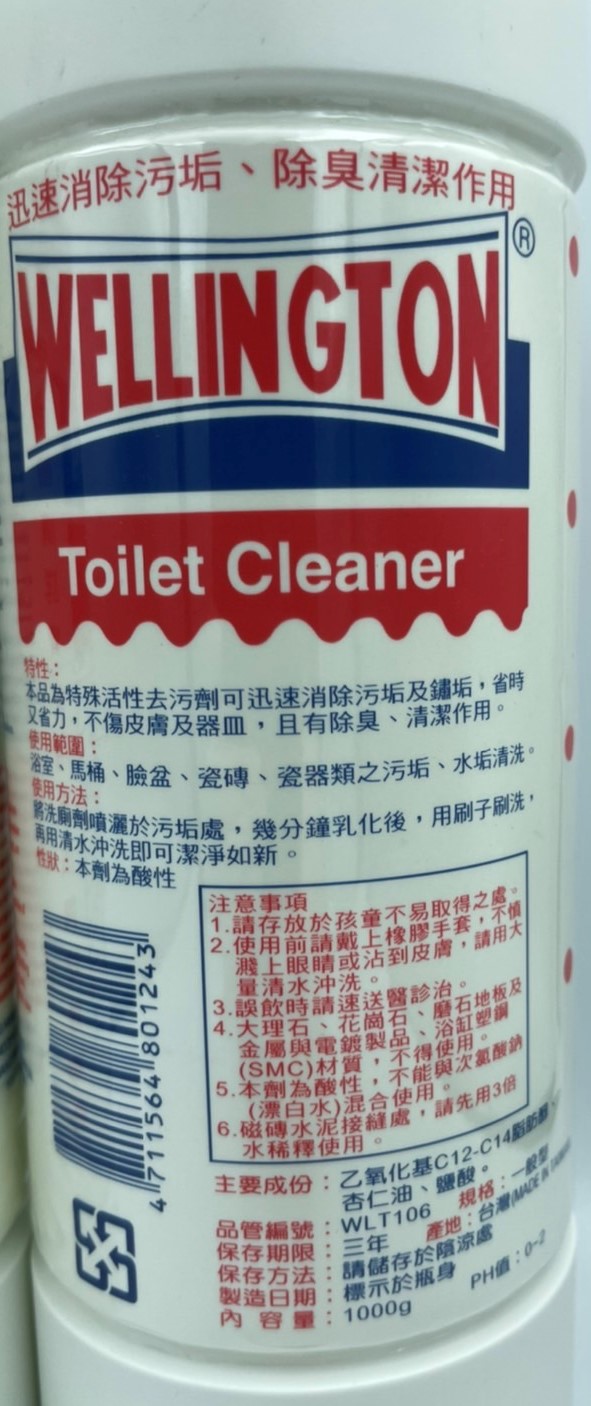 迅速消除污垢、除臭清潔作用
WELLINGTON®
Toilet Cleaner
特性：
本品為特殊活性去污劑可迅速消除污垢及鏽垢，省時
又省力，不傷皮膚及器皿，且有除臭、清潔作用。
使用範圍：
浴室、馬桶、臉盆、瓷磚、瓷器類之污垢、水垢清洗。
使用方法：
將洗廁劑噴灑於污垢處，幾分鐘乳化後，用刷子刷洗，
再用清水沖洗即可潔淨如新。
性狀：本劑為酸性
注意事項
1.請存放於孩童不易取得之處。
2.使用前請戴上橡膠手套，不慎
濺上眼睛或沾到皮膚，請用大
量清水沖洗。
3.誤飲時請速送醫診治。
4.大理石、花崗石、磨石地板及
金屬與電鍍製品、浴缸塑鋼
(SMC)材質，不得使用。
5.本劑為酸性，不能與次氯酸鈉
(漂白水)混合使用。
6.磁磚水泥接縫處，請先用3倍
水稀釋使用。
4711564801243
主要成份：乙氧化基C12-C14脂肪醇、
杏仁油、鹽酸。
品管編號：WLT106 規格：一般型
保存期限：三年 產地：台灣(MADE IN TAIWAN)
保存方法：請儲存於陰涼處
製造日期：標示於瓶身 PH值：0-2
內容量：1000g